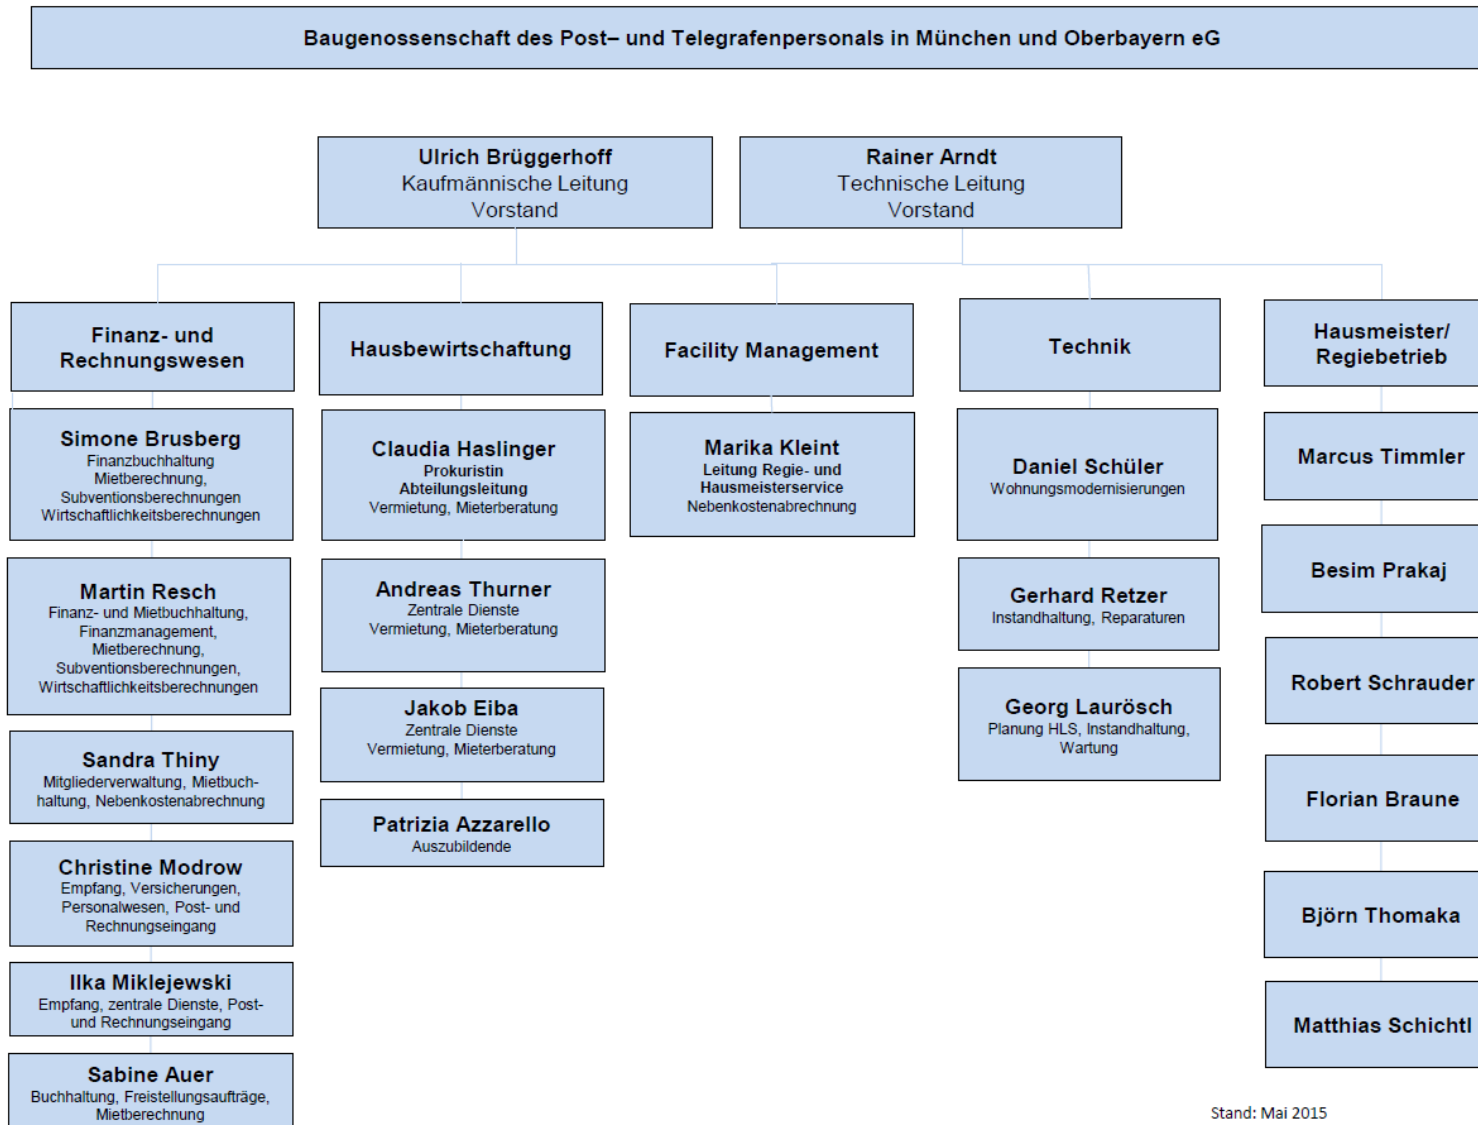 Baugenossenschaft des Post– und Telegrafenpersonals in München und Oberbayern eG
Ulrich Brüggerhoff
Kaufmännische Leitung
Vorstand
Rainer Arndt
Technische Leitung
Vorstand
Finanz- und
Rechnungswesen
Simone Brusberg
Finanzbuchhaltung
Mietberechnung,
Subventionsberechnungen
Wirtschaftlichkeitsberechnungen
Martin Resch
Finanz- und Mietbuchhaltung,
Finanzmanagement,
Mietberechnung,
Subventionsberechnungen,
Wirtschaftlichkeitsberechnungen
Sandra Thiny
Mitgliederverwaltung, Mietbuch-
haltung, Nebenkostenabrechnung
Christine Modrow
Empfang, Versicherungen,
Personalwesen, Post- und
Rechnungseingang
Ilka Miklejewski
Empfang, zentrale Dienste, Post-
und Rechnungseingang
Sabine Auer
Buchhaltung, Freistellungsaufträge,
Mietberechnung
Hausbewirtschaftung
Claudia Haslinger
Prokuristin
Abteilungsleitung
Vermietung, Mieterberatung
Andreas Thurner
Zentrale Dienste
Vermietung, Mieterberatung
Jakob Eiba
Zentrale Dienste
Vermietung, Mieterberatung
Patrizia Azzarello
Auszubildende
Facility Management
Marika Kleint
Leitung Regie- und
Hausmeisterservice
Nebenkostenabrechnung
Technik
Daniel Schüler
Wohnungsmodernisierungen
Gerhard Retzer
Instandhaltung, Reparaturen
Georg Laurösch
Planung HLS, Instandhaltung,
Wartung
Hausmeister/
Regiebetrieb
Marcus Timmler
Besim Prakaj
Robert Schrauder
Florian Braune
Björn Thomaka
Matthias Schichtl
Stand: Mai 2015